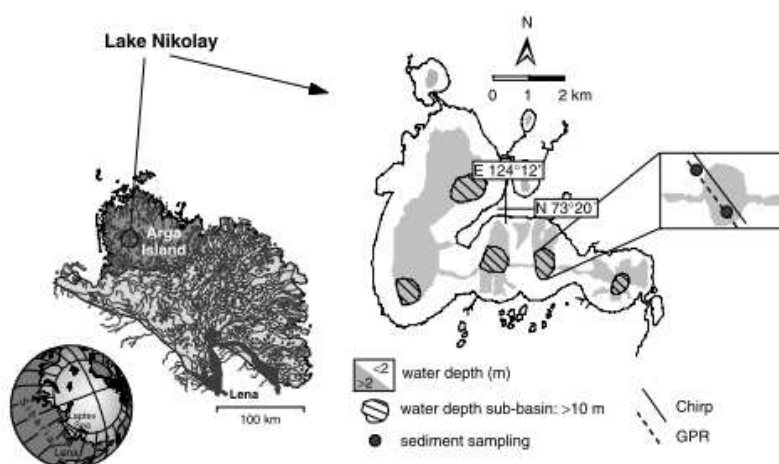 Lake Nikolay
N
0 1 2 km
E 124°12'
N 73°20'
Arga
Island
Lena
100 km
Laptev
Sea
Lena
<2
>2
water depth (m)
water depth sub-basin: >10 m
sediment sampling
Chirp
GPR